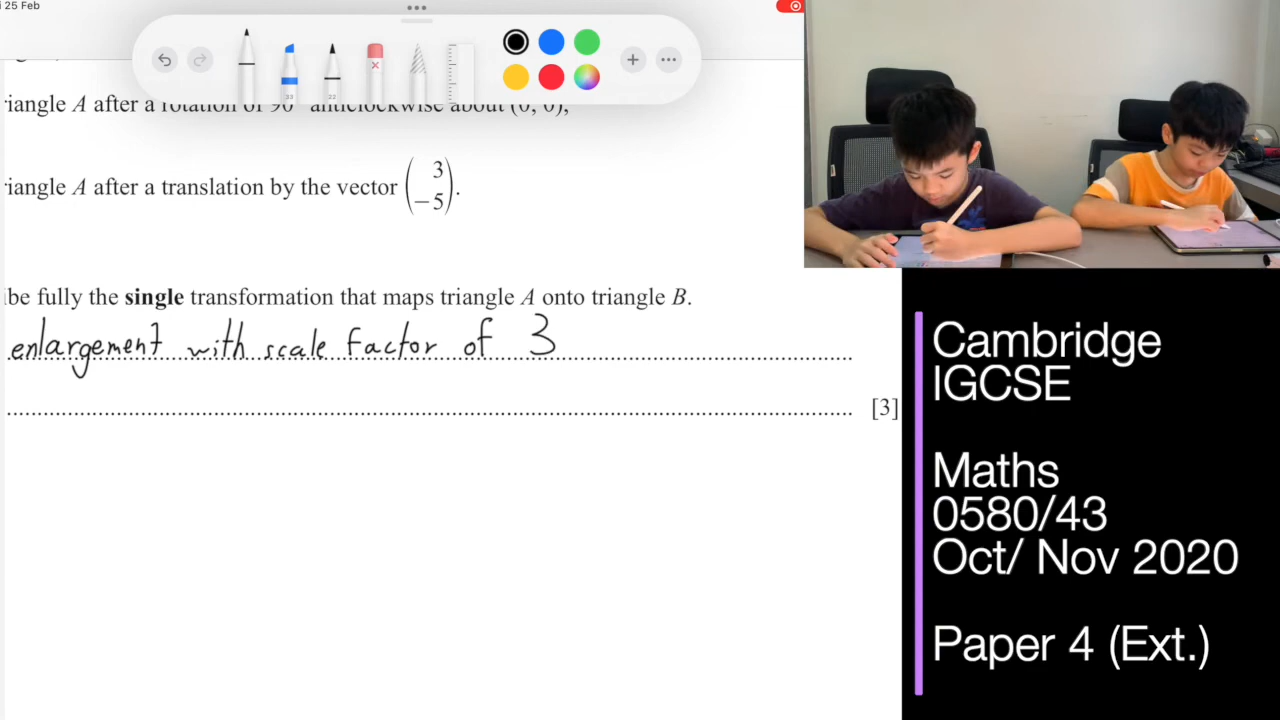 25 Feb
riangle A after a rotation of 90° anticlockwise about (0, 0),
riangle A after a translation by the vector (3
−5).
ibe fully the single transformation that maps triangle A onto triangle B.
enlargement with scale factor of 3
[3]
Cambridge
IGCSE
Maths
0580/43
Oct/ Nov 2020
Paper 4 (Ext.)